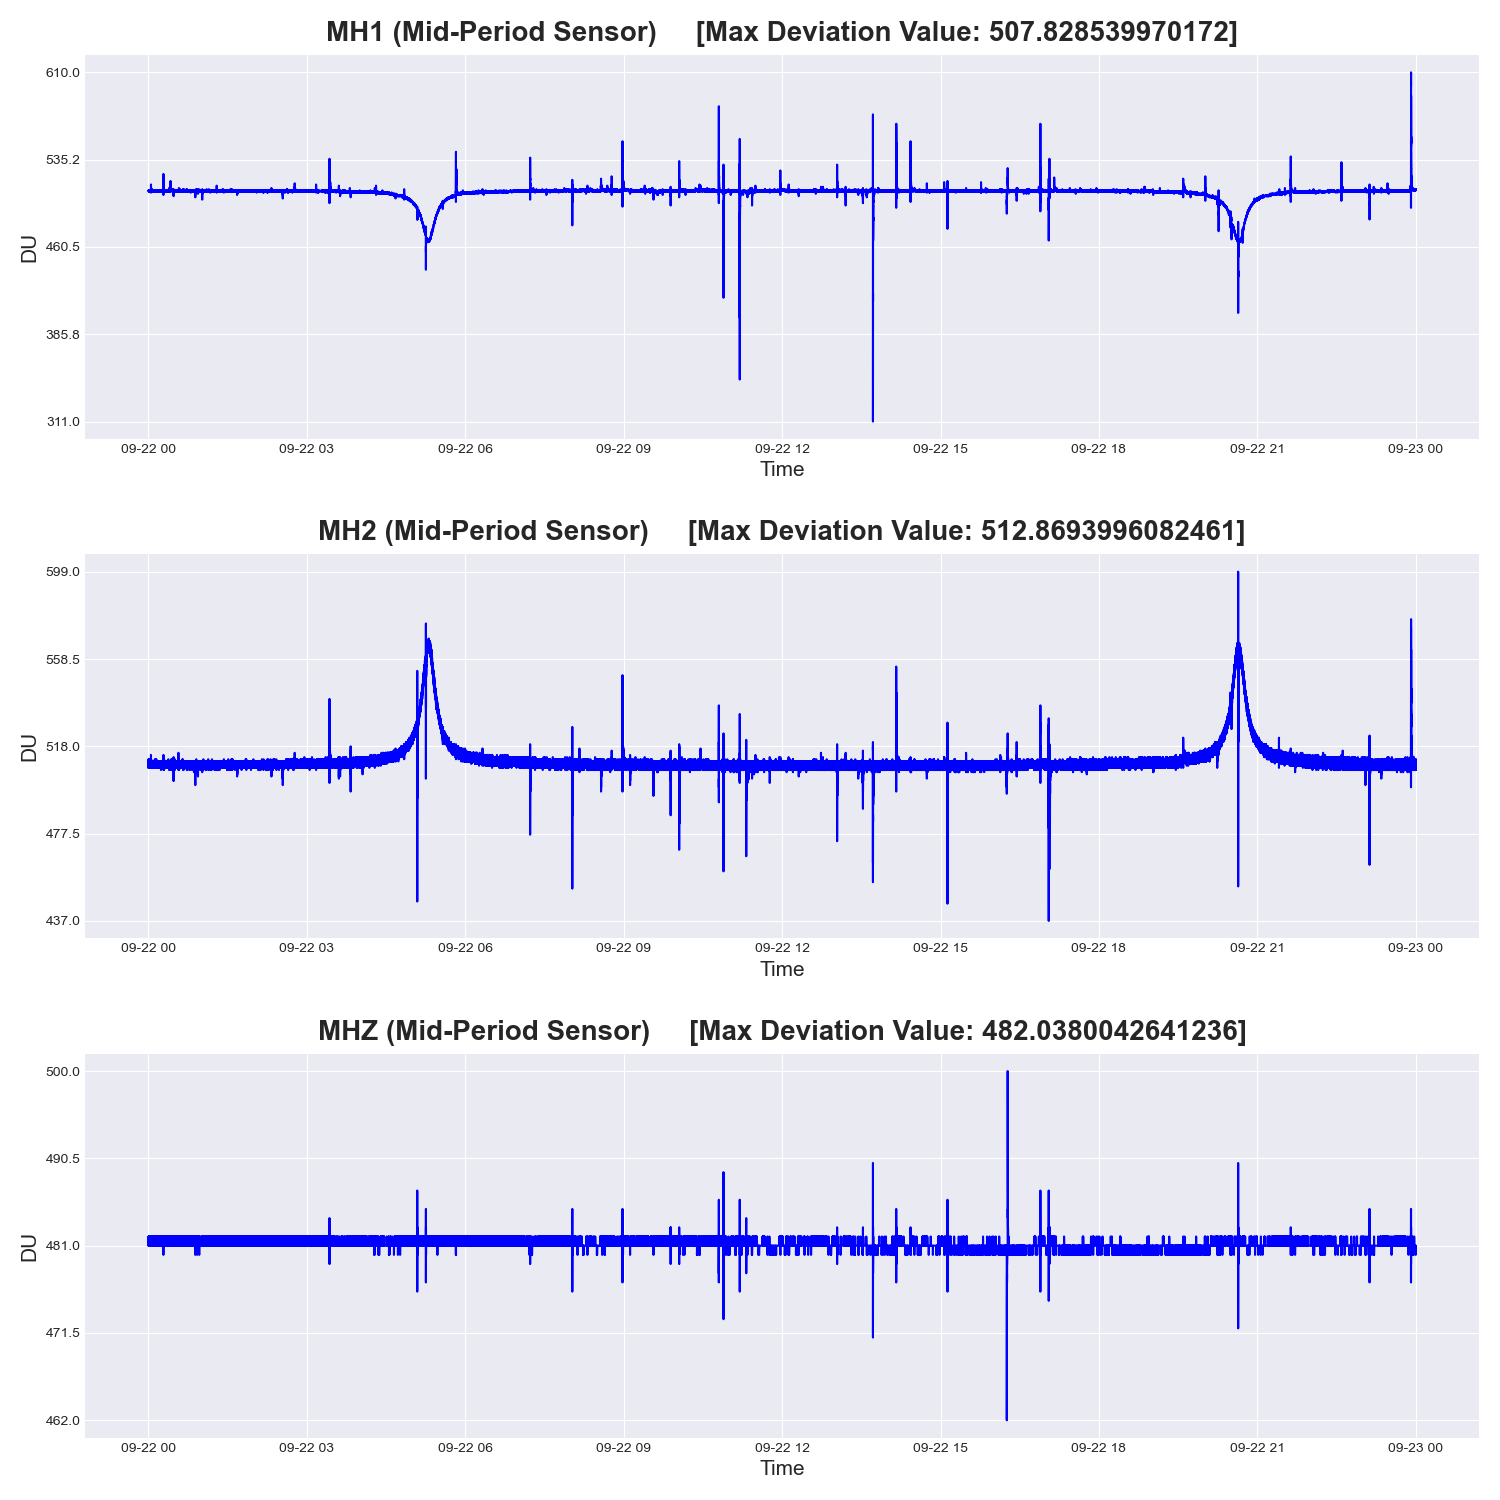 MH1 (Mid-Period Sensor) [Max Deviation Value: 507.828539970172]
610.0
535.2
460.5
385.8
311.0
DU
09-22 00 09-22 03 09-22 06 09-22 09 09-22 12 09-22 15 09-22 18 09-22 21 09-23 00
Time
MH2 (Mid-Period Sensor) [Max Deviation Value: 512.8693996082461]
599.0
558.5
518.0
477.5
437.0
DU
09-22 00 09-22 03 09-22 06 09-22 09 09-22 12 09-22 15 09-22 18 09-22 21 09-23 00
Time
MHZ (Mid-Period Sensor) [Max Deviation Value: 482.0380042641236]
500.0
490.5
481.0
471.5
462.0
DU
09-22 00 09-22 03 09-22 06 09-22 09 09-22 12 09-22 15 09-22 18 09-22 21 09-23 00
Time